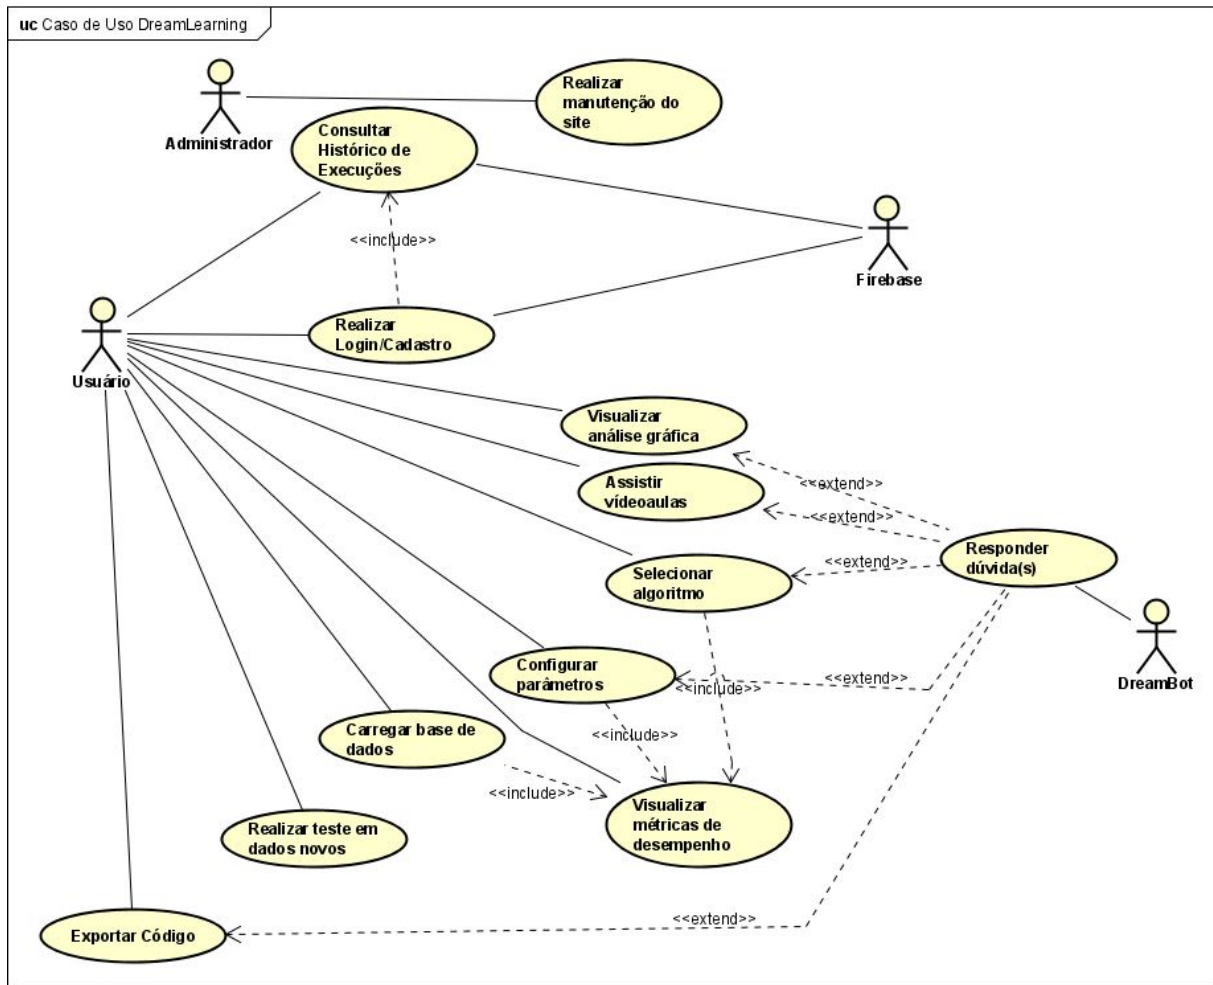 uc Caso de Uso DreamLearning
Administrador
Realizar
manutenção do
site
Consultar
Histórico de
Execuções
<<include>>
Firebase
Realizar
Login/Cadastro
Usuário
Visualizar
análise gráfica
<<extend>>
Assistir
vídeoaulas
<<extend>>
Responder
dúvida(s)
Selecionar
algoritmo
<<extend>>
Configurar
parâmetros
<<extend>>
<<include>>
DreamBot
Carregar base de
dados
<<include>>
<<include>>
Visualizar
métricas de
desempenho
Realizar teste em
dados novos
<<extend>>
Exportar Código